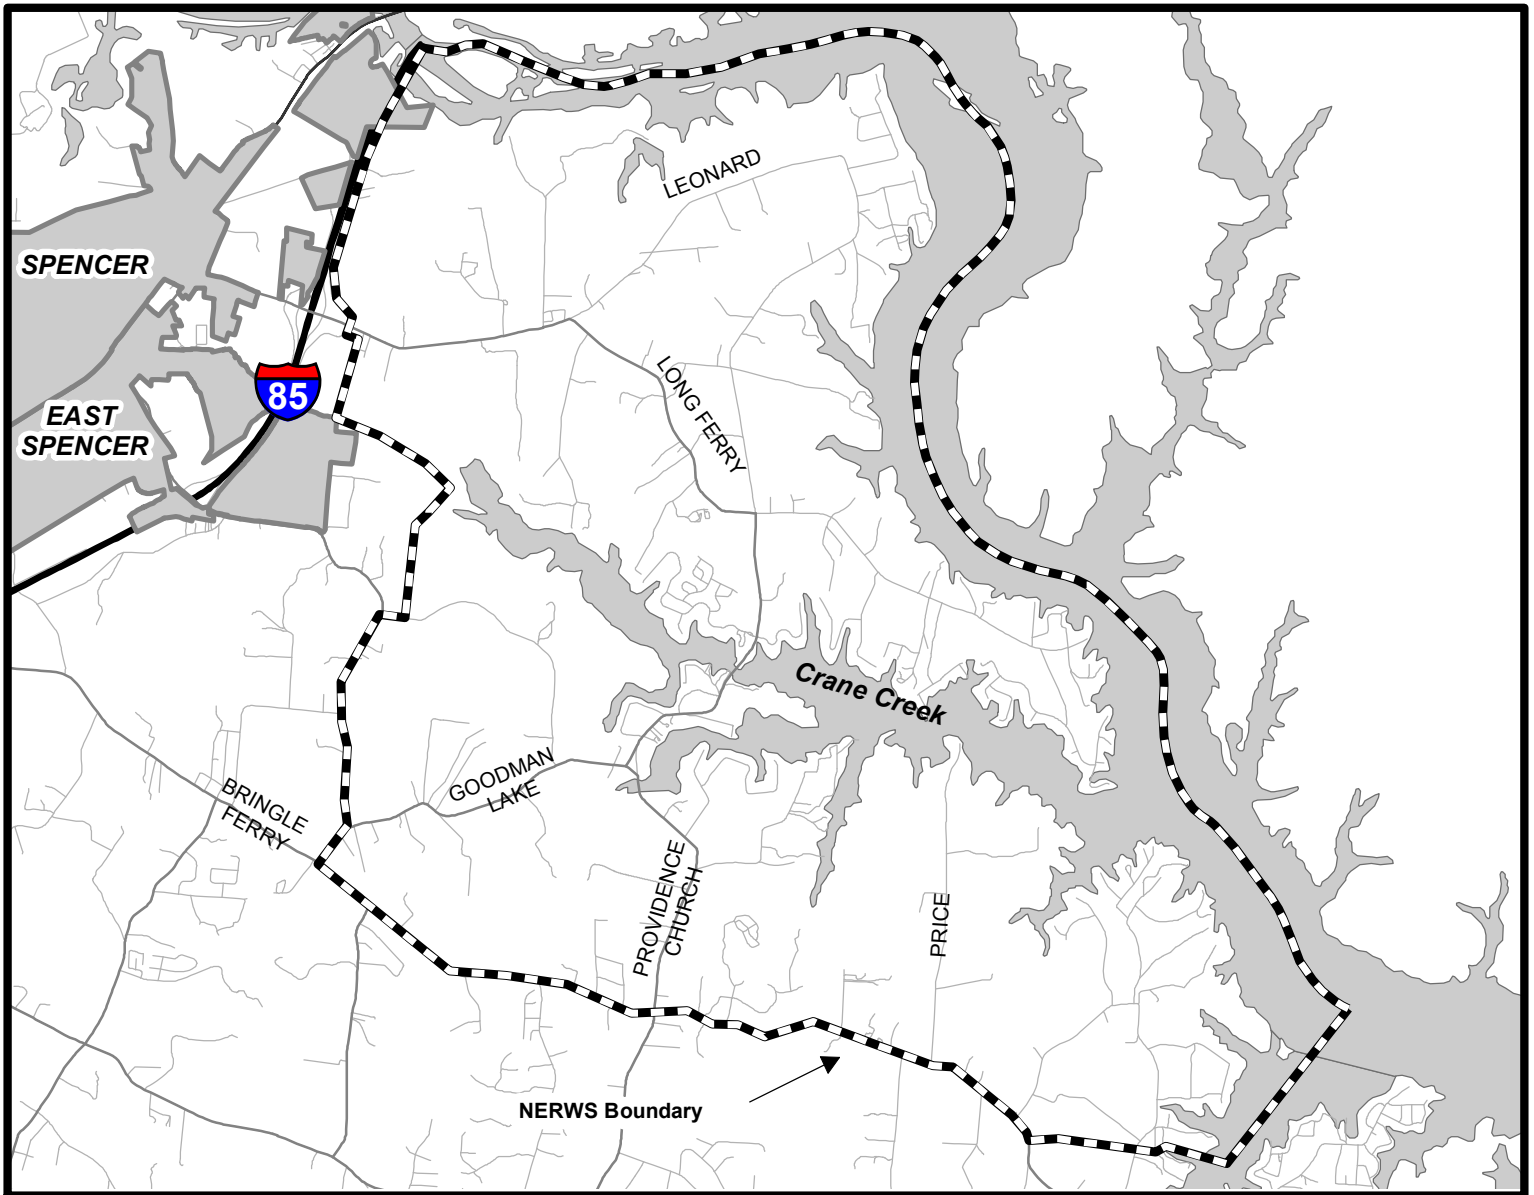 LEONARD
SPENCER
85
EAST
SPENCER
LONG FERRY
Crane Creek
GOODMAN
LAKE
BRINGLE
FERRY
PROVIDENCE
CHURCH
PRICE
NERWS Boundary